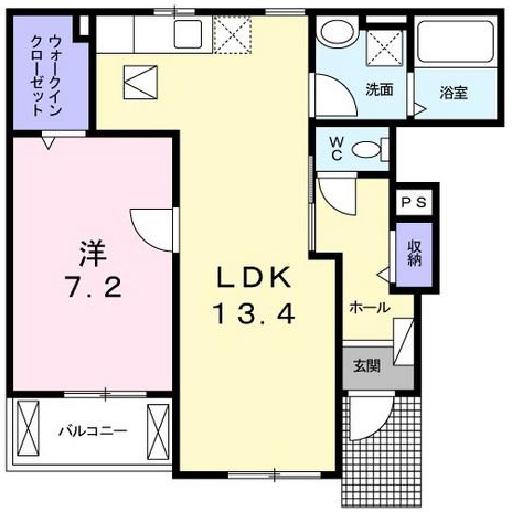 ウォークイン
クローゼット
洗面
浴室
WC
PS
収納
洋
7.2
LDK
13.4
ホール
玄関
バルコニー